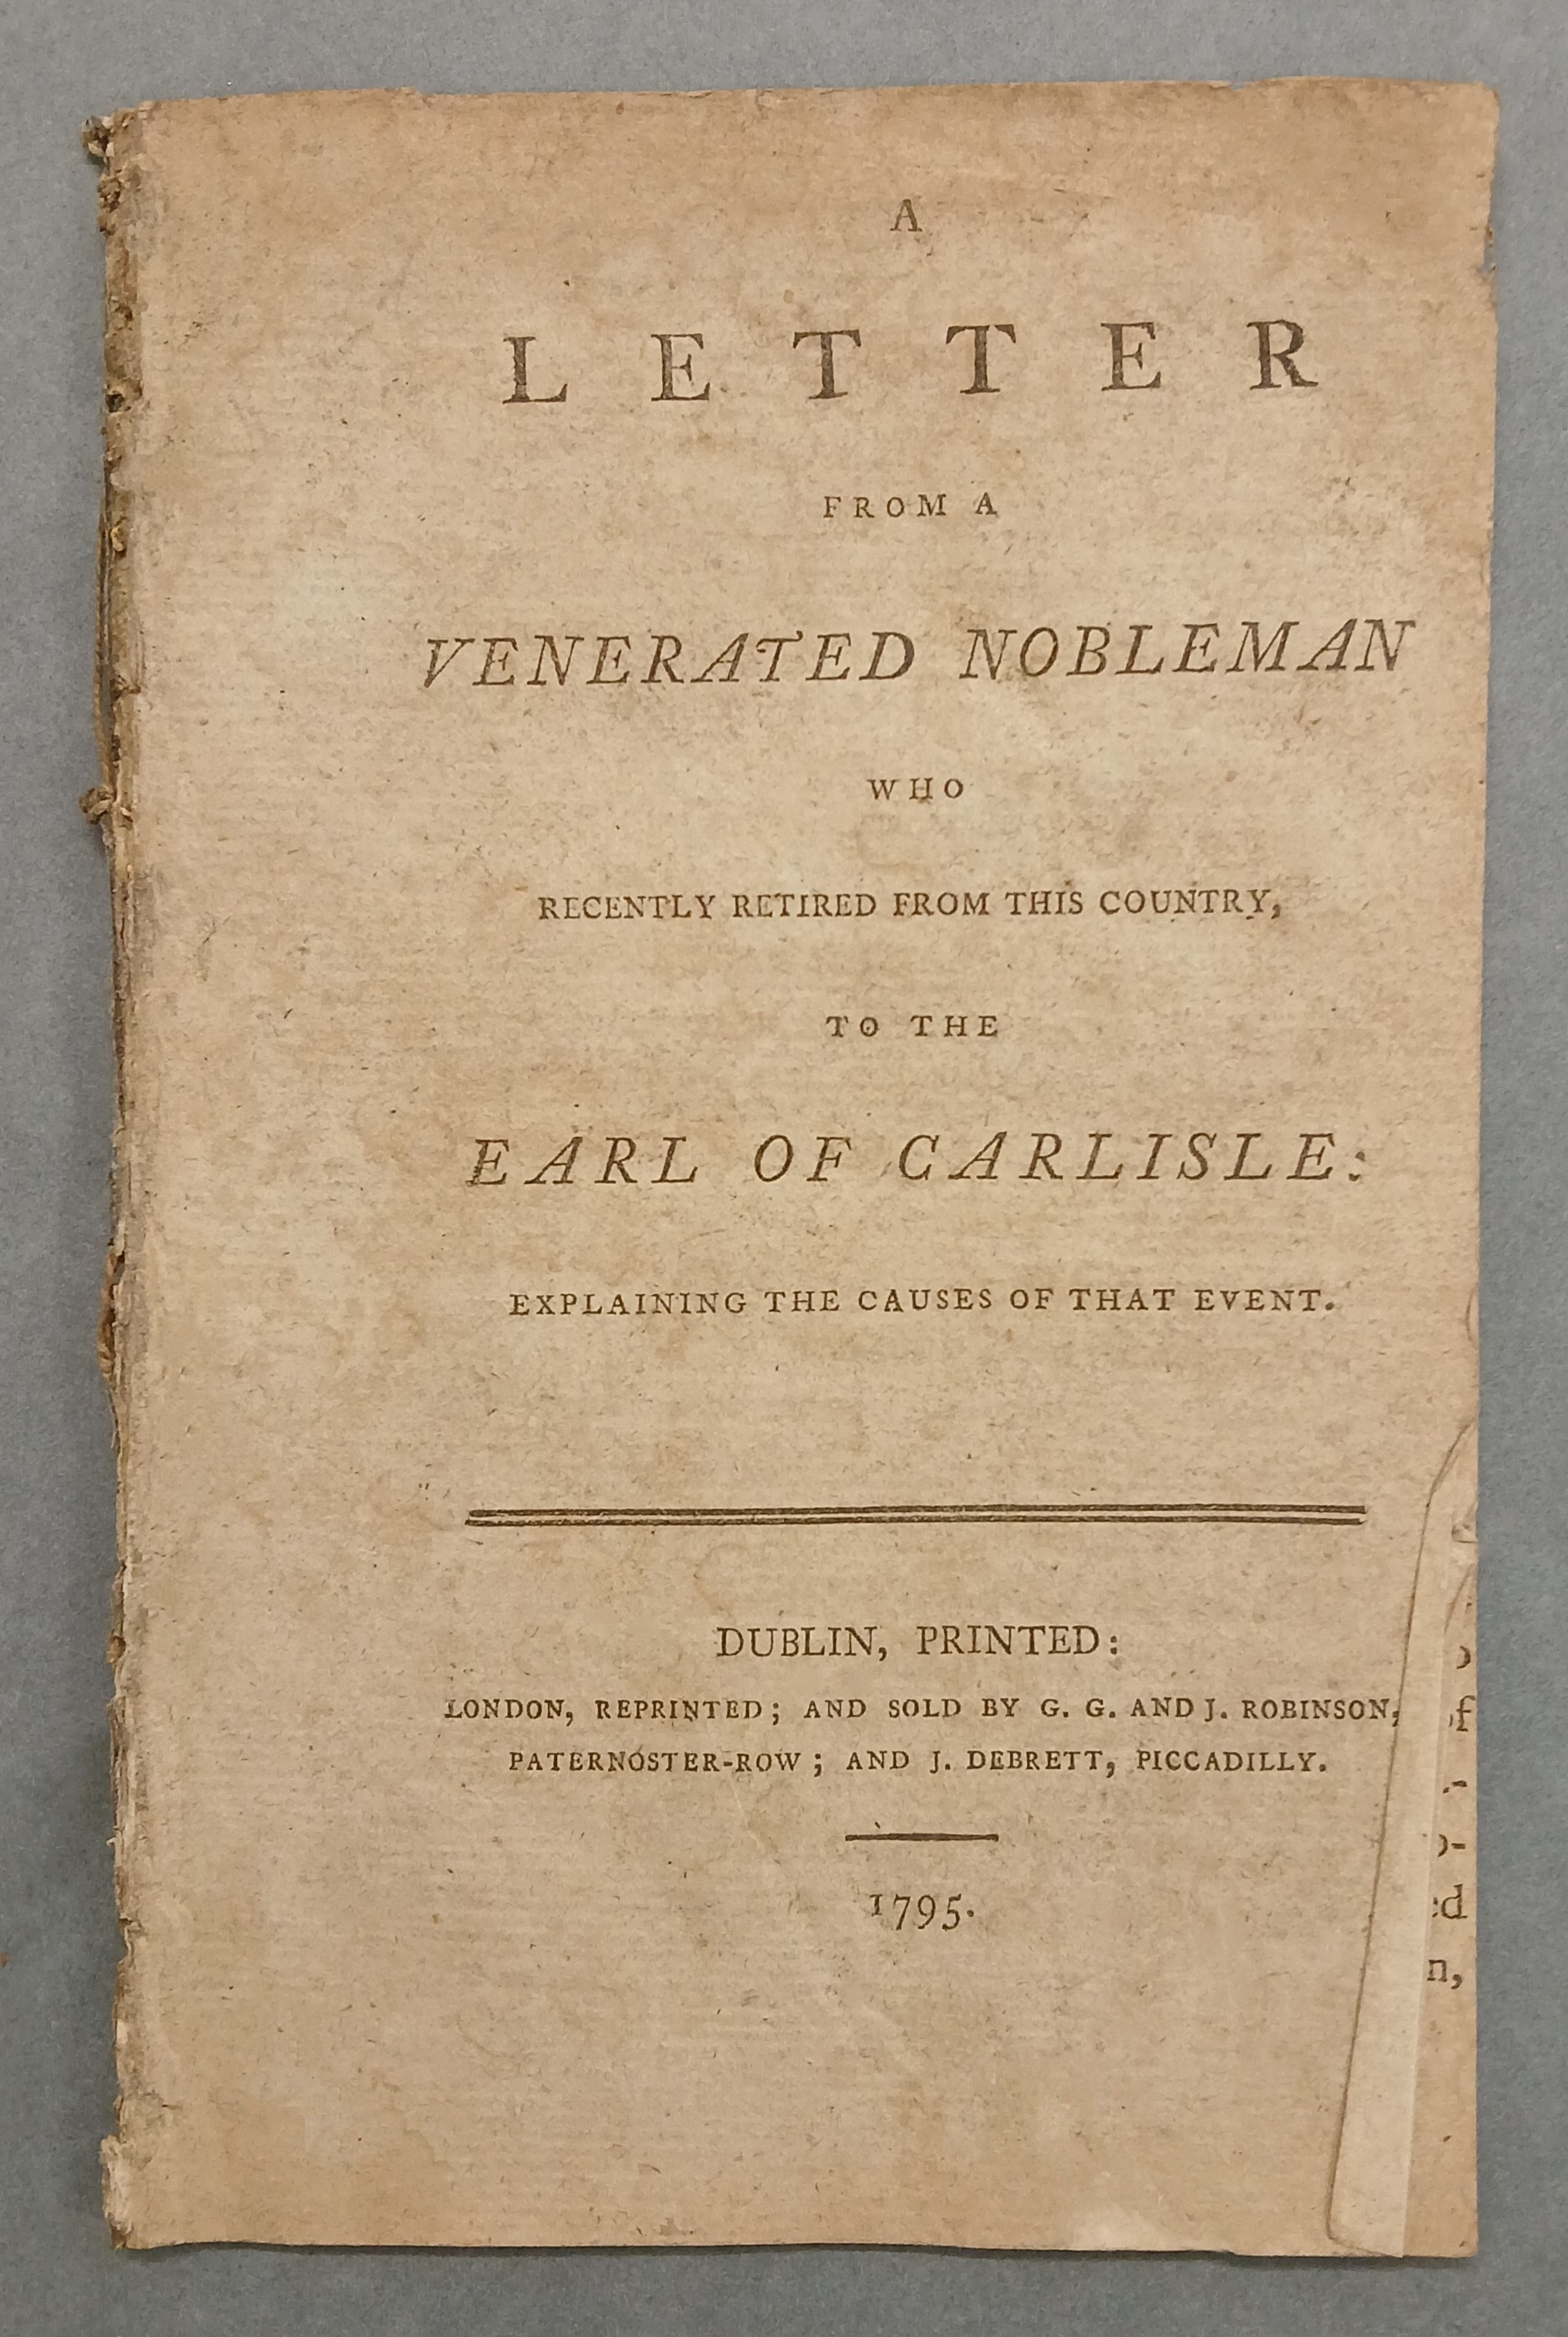 A
LETTER
FROM A
VENERATED NOBLEMAN
WHO
RECENTLY RETIRED FROM THIS COUNTRY,
TO THE
EARL OF CARLISLE:
EXPLAINING THE CAUSES OF THAT EVENT.
DUBLIN, PRINTED:
LONDON, REPRINTED; AND SOLD BY G. G. AND J. ROBINSON,
PATERNOSTER-ROW; AND J. DEBRETT, PICCADILLY.
1795.